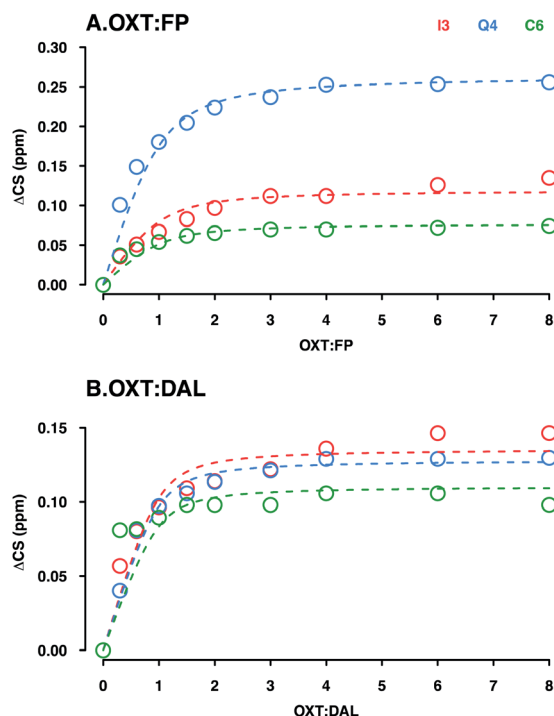 A.OXT:FP
I3 Q4 C6
0.30
0.25
0.20
0.15
0.10
0.05
0.00
ΔCS (ppm)
0 1 2 3 4 6 8
OXT:FP
B.OXT:DAL
0.15
0.10
0.05
0.00
ΔCS (ppm)
0 1 2 3 4 5 6 7 8
OXT:DAL